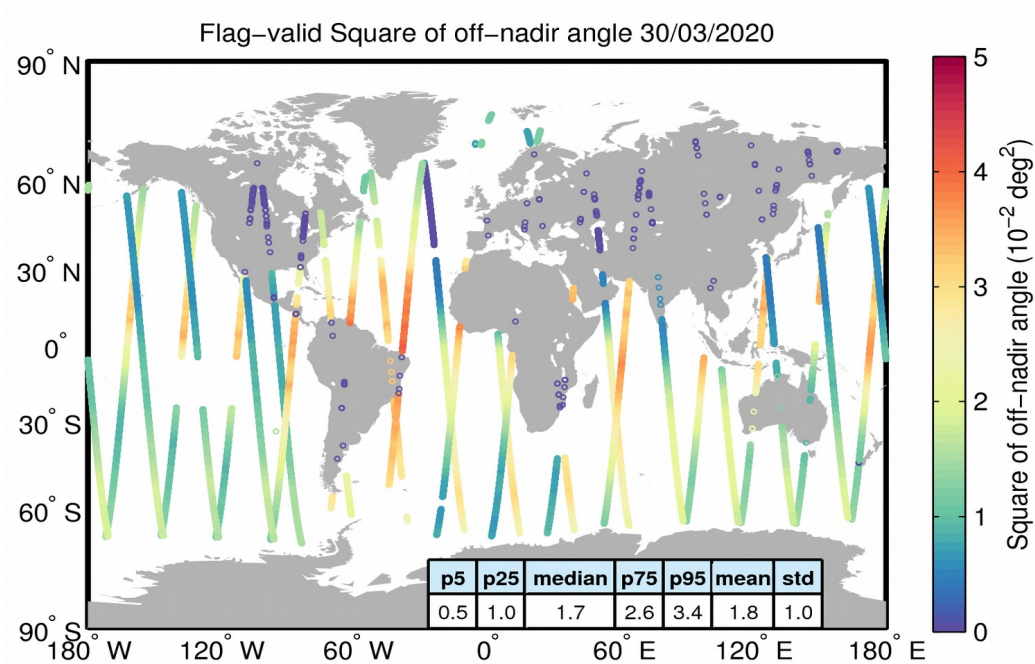 Flag−valid Square of off−nadir angle 30/03/2020
90° N
60° N
30° N
0°
30° S
60° S
90° S
180° W
120° W
60° W
0°
60° E
120° E
180° E
5
4
3
2
1
0
Square of off−nadir angle (10⁻² deg²)
p5 p25 median p75 p95 mean std
0.5 1.0 1.7 2.6 3.4 1.8 1.0